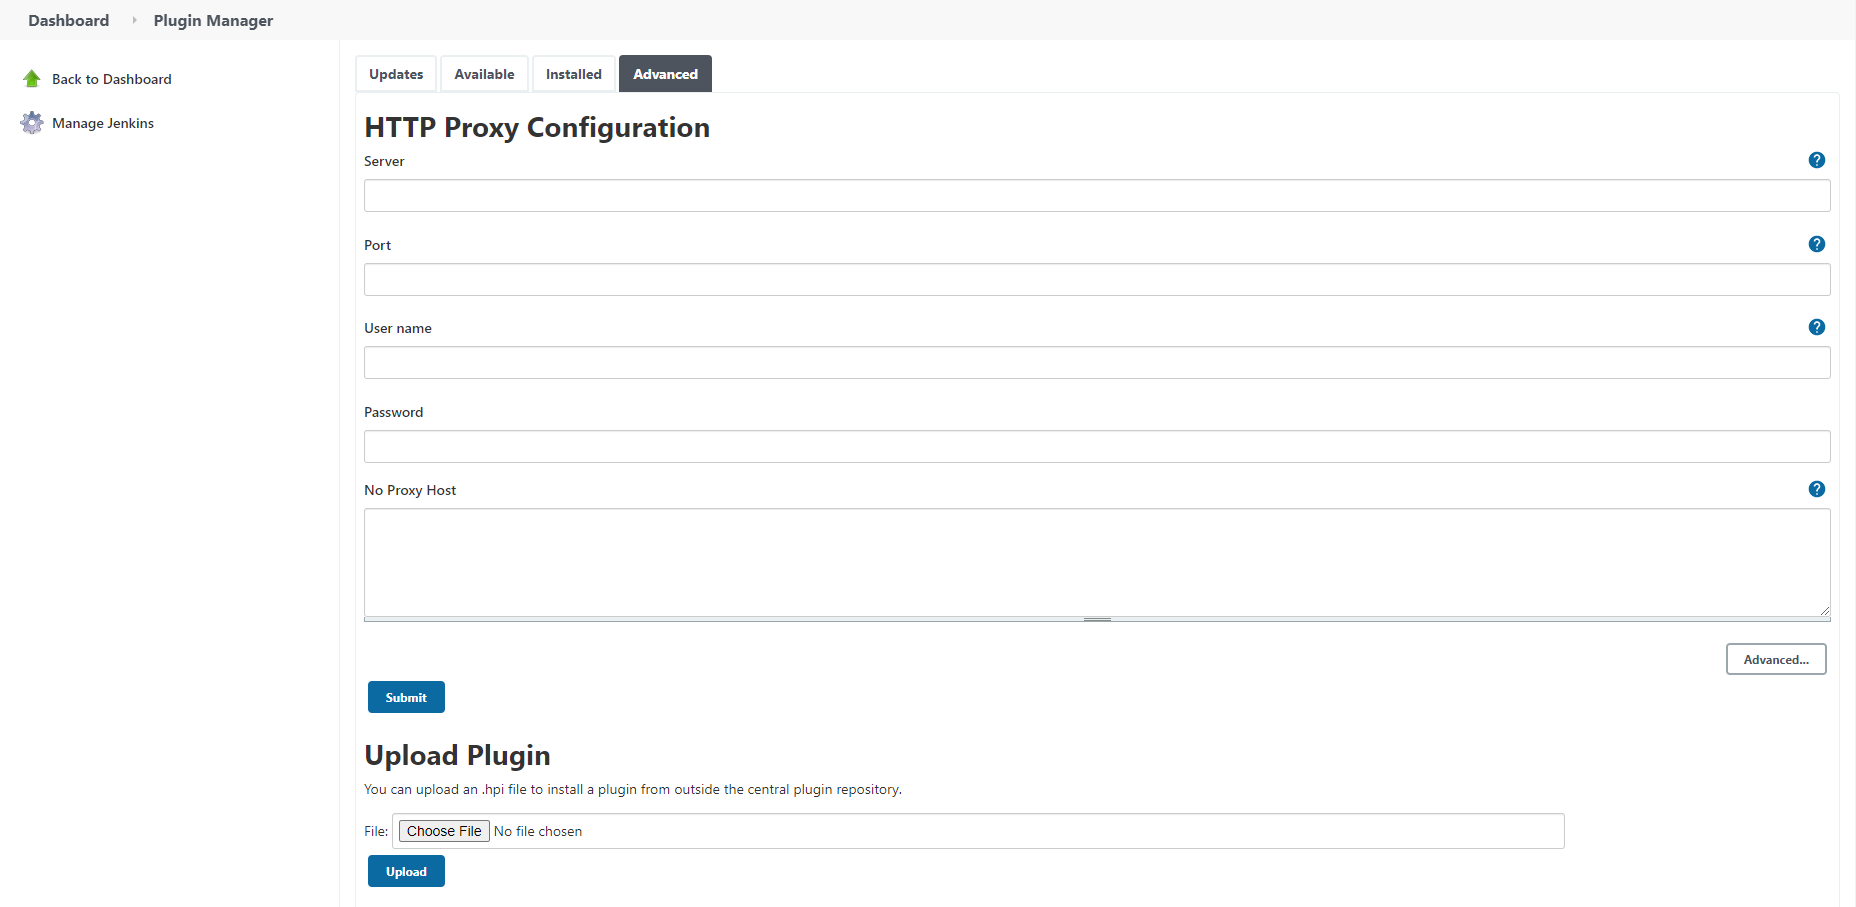 Dashboard Plugin Manager
Back to Dashboard
Manage Jenkins
Updates Available Installed Advanced
HTTP Proxy Configuration
Server ?
Port ?
User name ?
Password
No Proxy Host ?
Advanced...
Submit
Upload Plugin
You can upload an .hpi file to install a plugin from outside the central plugin repository.
File: Choose File No file chosen
Upload